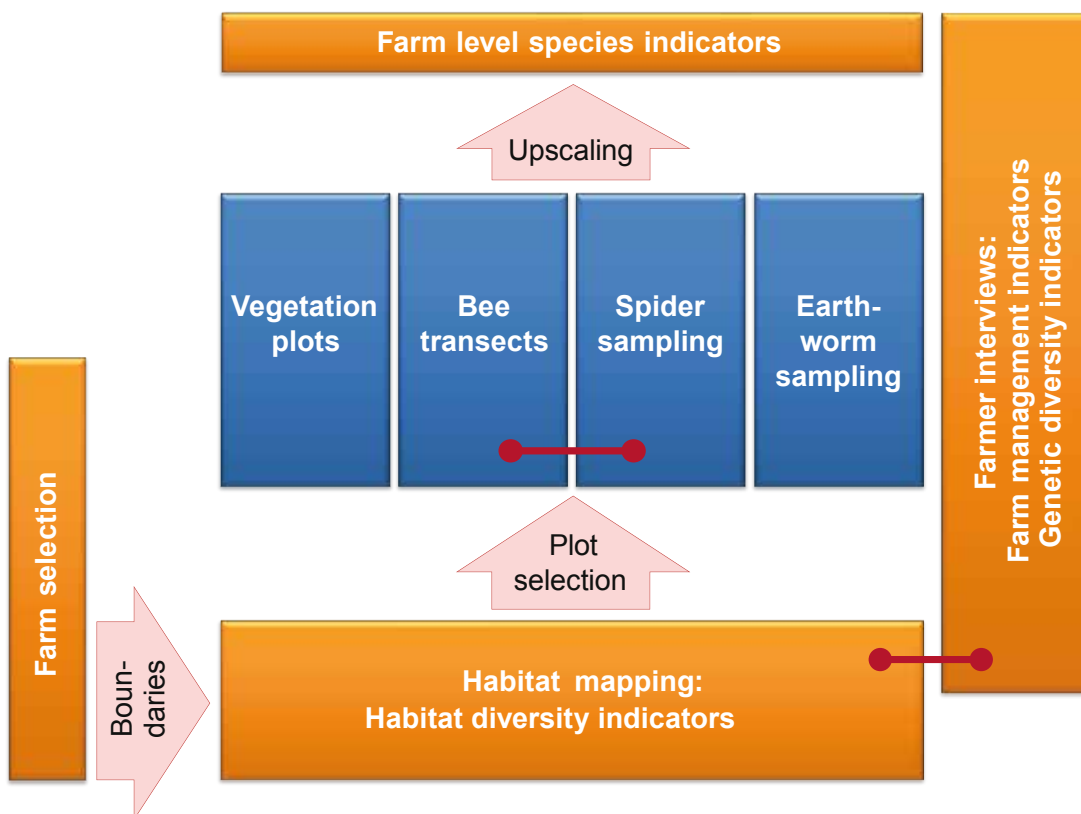 Farm level species indicators
Upscaling
Vegetation
plots
Bee
transects
Spider
sampling
Earth-
worm
sampling
Farmer interviews:
Farm management indicators
Genetic diversity indicators
Plot
selection
Farm selection
Boun-
daries
Habitat mapping:
Habitat diversity indicators